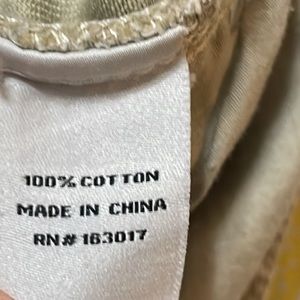 100% COTTON
MADE IN CHINA
RN# 163017